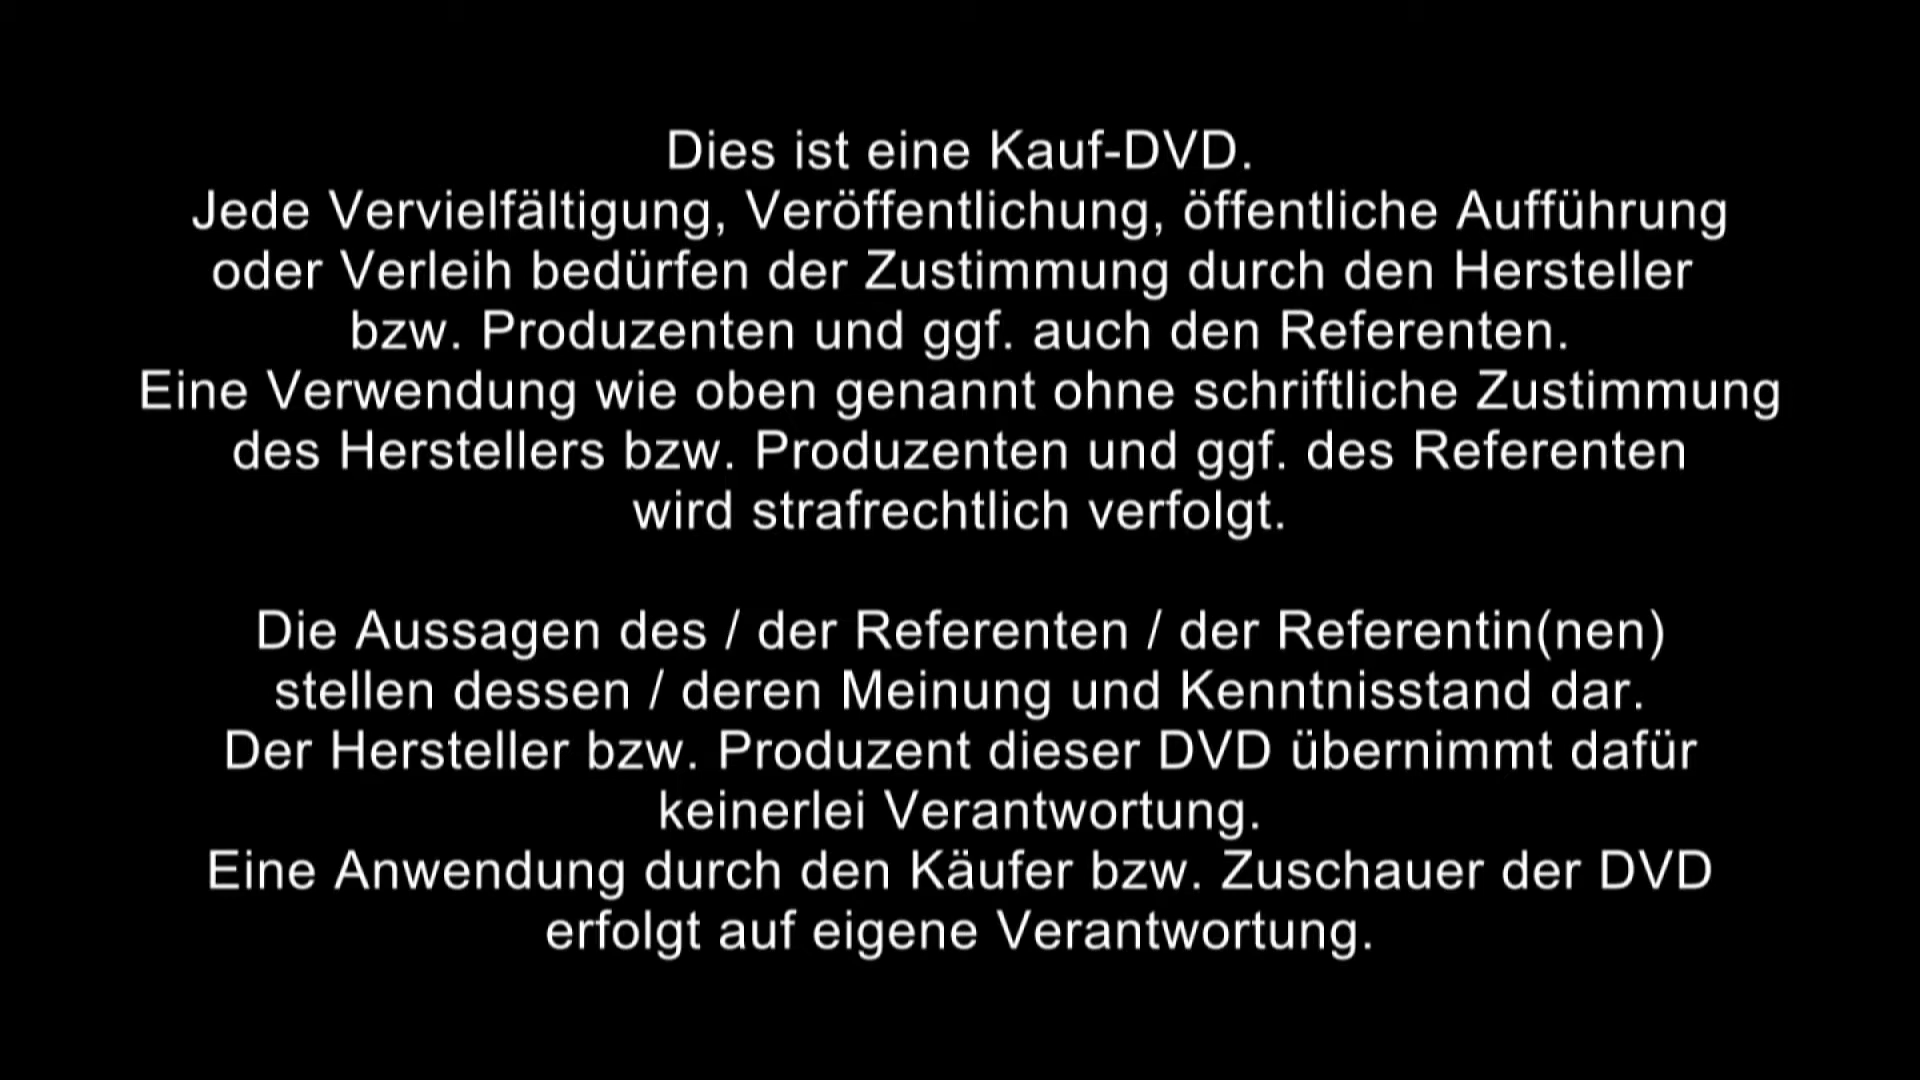 Dies ist eine Kauf-DVD.
Jede Vervielfältigung, Veröffentlichung, öffentliche Aufführung
oder Verleih bedürfen der Zustimmung durch den Hersteller
bzw. Produzenten und ggf. auch den Referenten.
Eine Verwendung wie oben genannt ohne schriftliche Zustimmung
des Herstellers bzw. Produzenten und ggf. des Referenten
wird strafrechtlich verfolgt.
Die Aussagen des / der Referenten / der Referentin(nen)
stellen dessen / deren Meinung und Kenntnisstand dar.
Der Hersteller bzw. Produzent dieser DVD übernimmt dafür
keinerlei Verantwortung.
Eine Anwendung durch den Käufer bzw. Zuschauer der DVD
erfolgt auf eigene Verantwortung.